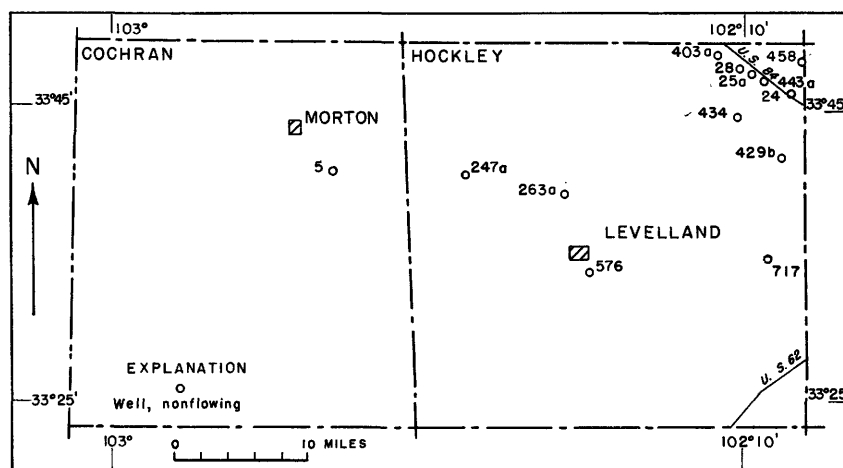 103°
102°10'
COCHRAN
HOCKLEY
403a
U.S. 84
458
28
25a
443a
24
33°45'
33°45
MORTON
434
N
5
247a
429b
263a
LEVELLAND
576
717
EXPLANATION
Well, nonflowing
U.S. 62
33°25'
33°25
103°
0 10 MILES
102°10'